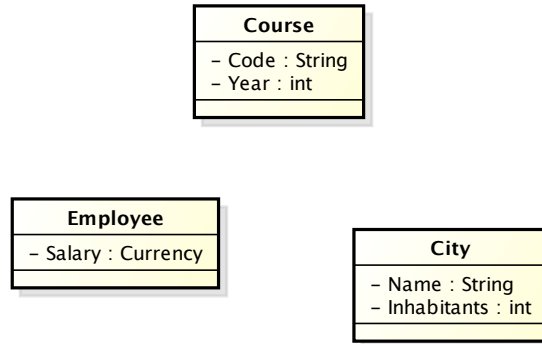 Course
- Code : String
- Year : int
Employee
- Salary : Currency
City
- Name : String
- Inhabitants : int